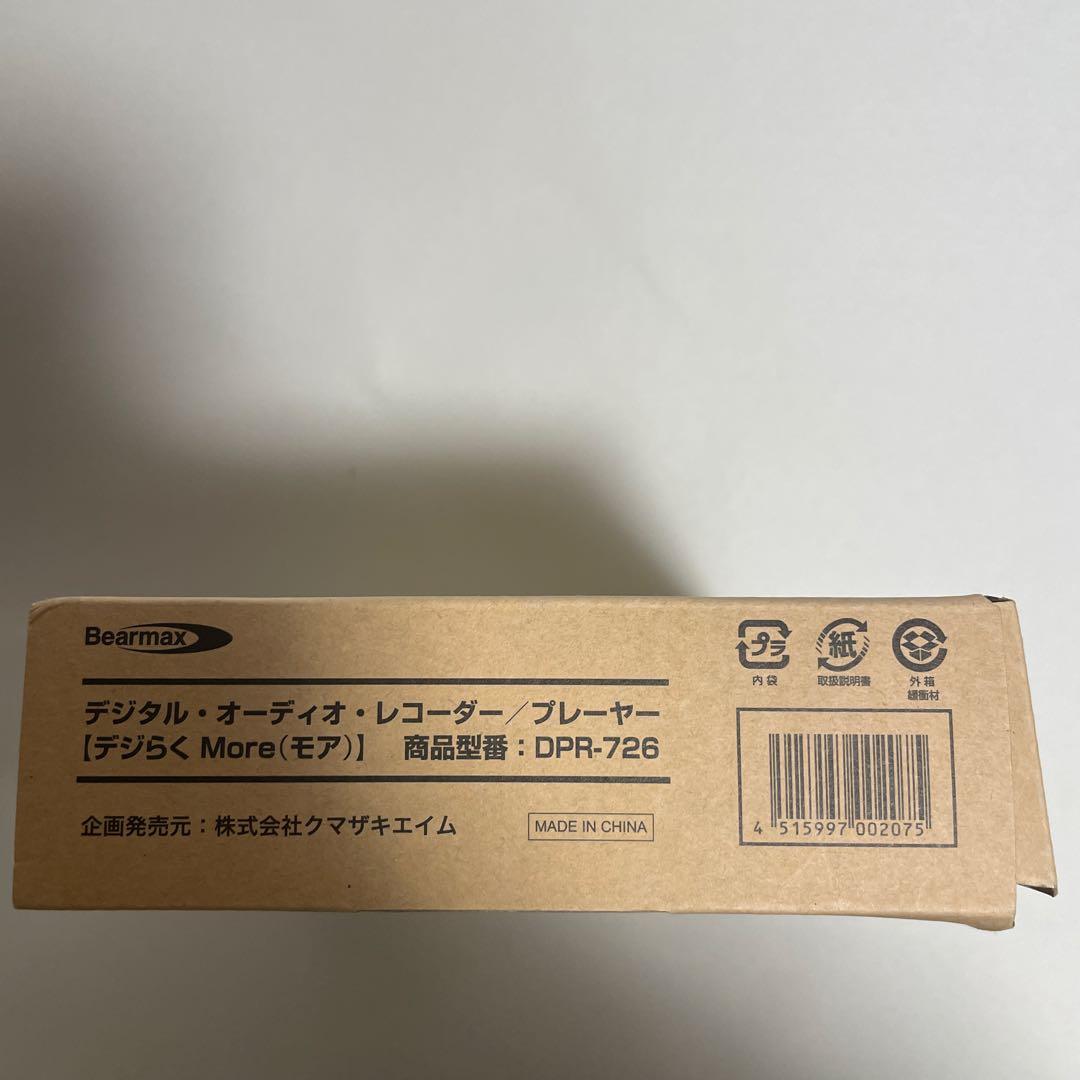 Bearmax
デジタル・オーディオ・レコーダー／プレーヤー
【デジらく More(モア)】 商品型番：DPR-726
企画発売元：株式会社クマザキエイム
MADE IN CHINA
プラ
内袋
紙
取扱説明書
外箱
緩衝材
4 515997 002075